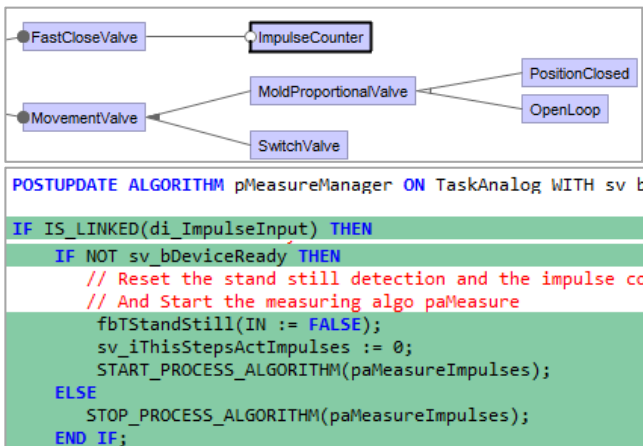 FastCloseValve
ImpulseCounter
PositionClosed
MoldProportionalValve
OpenLoop
MovementValve
SwitchValve
POSTUPDATE ALGORITHM pMeasureManager ON TaskAnalog WITH sv_b
IF IS_LINKED(di_ImpulseInput) THEN
IF NOT sv_bDeviceReady THEN
// Reset the stand still detection and the impulse co
// And Start the measuring algo paMeasure
fbTStandStill(IN := FALSE);
sv_iThisStepsActImpulses := 0;
START_PROCESS_ALGORITHM(paMeasureImpulses);
ELSE
STOP_PROCESS_ALGORITHM(paMeasureImpulses);
END_IF;